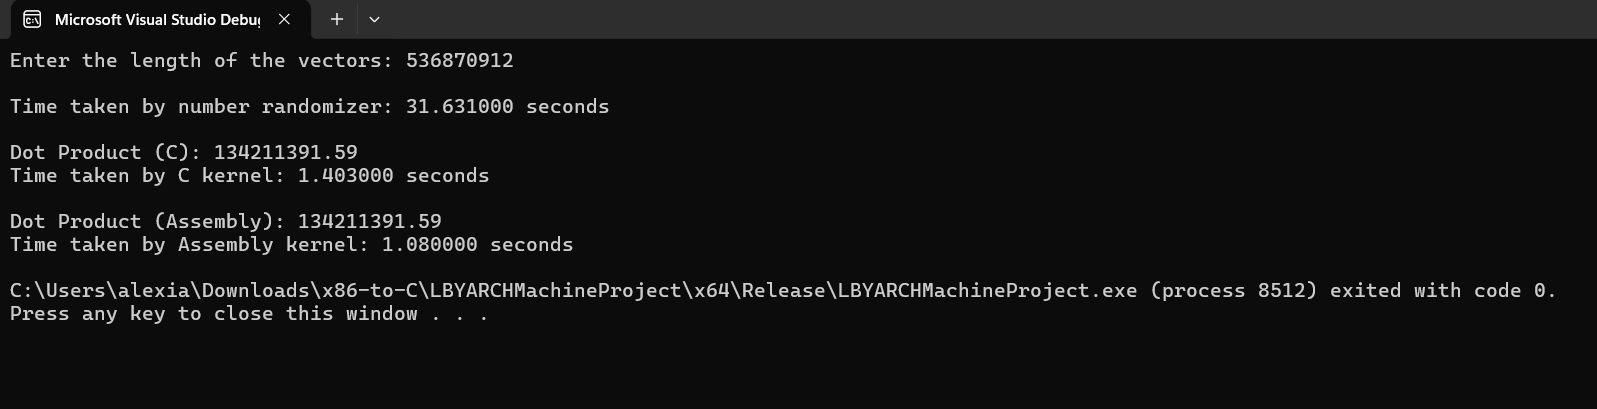 Microsoft Visual Studio Debu
Enter the length of the vectors: 536870912
Time taken by number randomizer: 31.631000 seconds
Dot Product (C): 134211391.59
Time taken by C kernel: 1.403000 seconds
Dot Product (Assembly): 134211391.59
Time taken by Assembly kernel: 1.080000 seconds
C:\Users\alexia\Downloads\x86-to-C\LBYARCHMachineProject\x64\Release\LBYARCHMachineProject.exe (process 8512) exited with code 0.
Press any key to close this window . . .